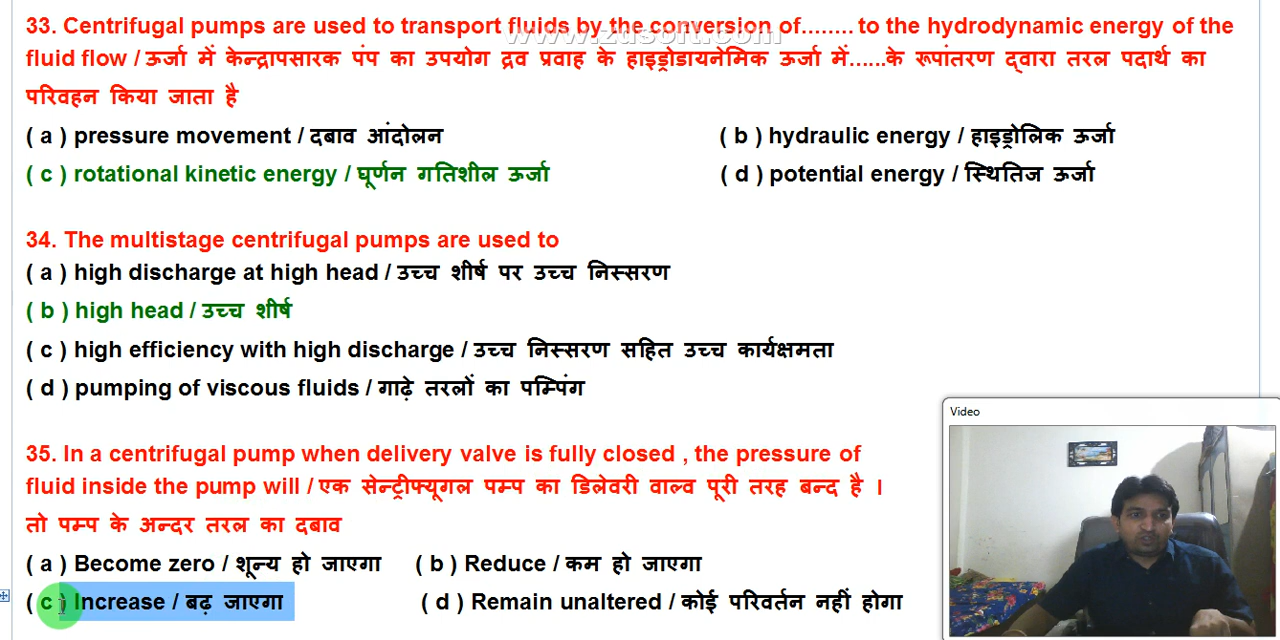 33. Centrifugal pumps are used to transport fluids by the conversion of........ to the hydrodynamic energy of the
www.zdsoft.com
fluid flow / ऊर्जा में केन्द्रापसारक पंप का उपयोग द्रव प्रवाह के हाइड्रोडायनेमिक ऊर्जा में......के रूपांतरण द्वारा तरल पदार्थ का
परिवहन किया जाता है
( a ) pressure movement / दबाव आंदोलन ( b ) hydraulic energy / हाइड्रोलिक ऊर्जा
( c ) rotational kinetic energy / घूर्णन गतिशील ऊर्जा ( d ) potential energy / स्थितिज ऊर्जा
34. The multistage centrifugal pumps are used to
( a ) high discharge at high head / उच्च शीर्ष पर उच्च निस्सरण
( b ) high head / उच्च शीर्ष
( c ) high efficiency with high discharge / उच्च निस्सरण सहित उच्च कार्यक्षमता
( d ) pumping of viscous fluids / गाढ़े तरलों का पम्पिंग
Video
35. In a centrifugal pump when delivery valve is fully closed , the pressure of
fluid inside the pump will / एक सेन्ट्रीफ्यूगल पम्प का डिलेवरी वाल्व पूरी तरह बन्द है ।
तो पम्प के अन्दर तरल का दबाव
( a ) Become zero / शून्य हो जाएगा ( b ) Reduce / कम हो जाएगा
( c ) Increase / बढ़ जाएगा ( d ) Remain unaltered / कोई परिवर्तन नहीं होगा